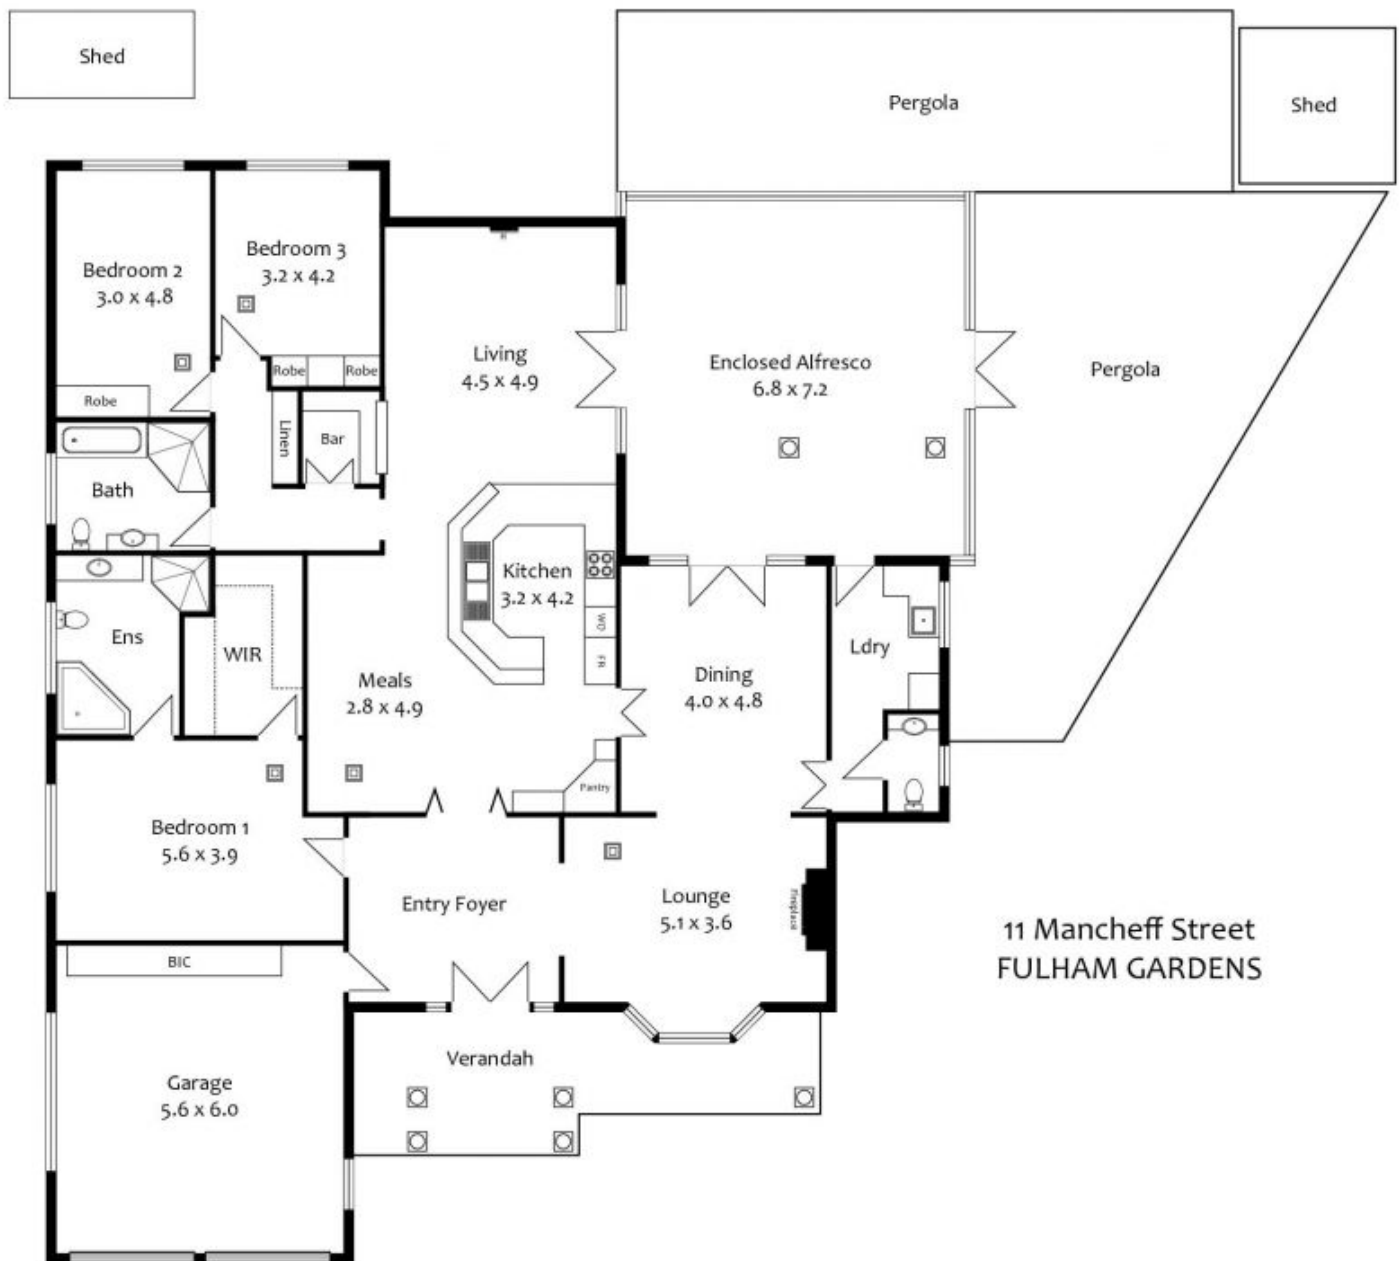 Shed
Pergola
Shed
Bedroom 2
3.0 x 4.8
Bedroom 3
3.2 x 4.2
Robe
Robe
Robe
Linen
Bar
Living
4.5 x 4.9
Enclosed Alfresco
6.8 x 7.2
Pergola
Bath
Kitchen
3.2 x 4.2
WO
FR
Ens
WIR
Meals
2.8 x 4.9
Dining
4.0 x 4.8
Ldry
Pantry
Bedroom 1
5.6 x 3.9
Entry Foyer
Lounge
5.1 x 3.6
Fireplace
11 Mancheff Street
FULHAM GARDENS
BIC
Verandah
Garage
5.6 x 6.0